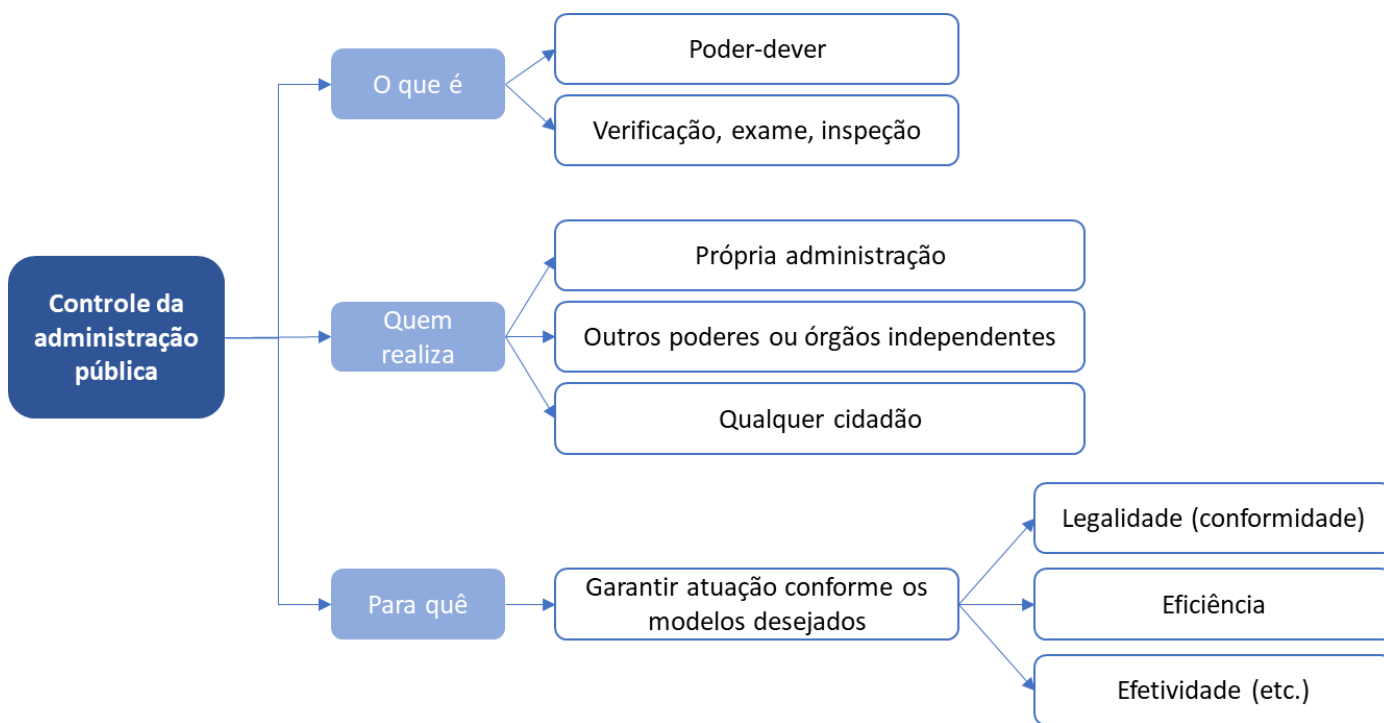 Controle da
administração
pública
O que é
Poder-dever
Verificação, exame, inspeção
Quem
realiza
Própria administração
Outros poderes ou órgãos independentes
Qualquer cidadão
Para quê
Garantir atuação conforme os
modelos desejados
Legalidade (conformidade)
Eficiência
Efetividade (etc.)